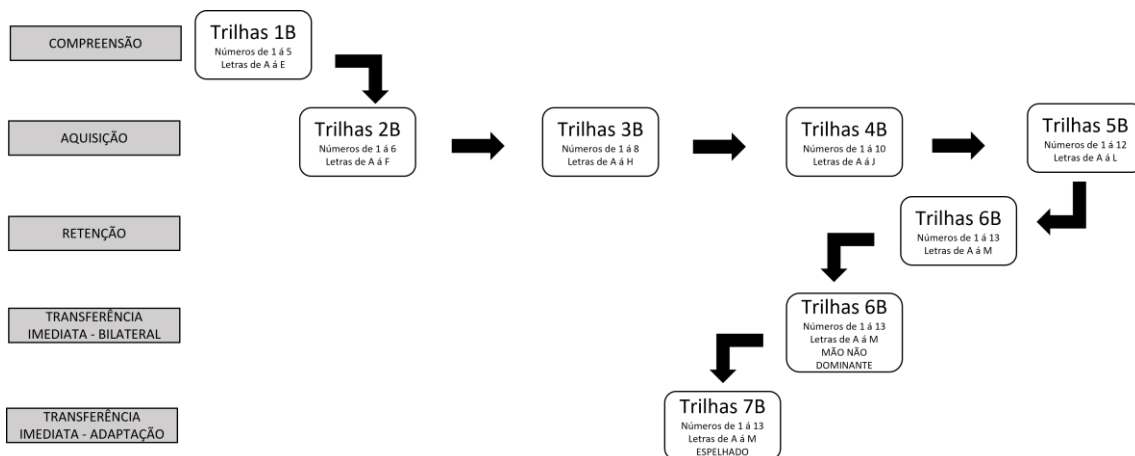 COMPREENSÃO
Trilhas 1B
Números de 1 á 5
Letras de A á E
AQUISIÇÃO
Trilhas 2B
Números de 1 á 6
Letras de A á F
Trilhas 3B
Números de 1 á 8
Letras de A á H
Trilhas 4B
Números de 1 á 10
Letras de A á J
Trilhas 5B
Números de 1 á 12
Letras de A á L
RETENÇÃO
Trilhas 6B
Números de 1 á 13
Letras de A á M
TRANSFERÊNCIA
IMEDIATA - BILATERAL
Trilhas 6B
Números de 1 á 13
Letras de A á M
MÃO NÃO
DOMINANTE
TRANSFERÊNCIA
IMEDIATA - ADAPTAÇÃO
Trilhas 7B
Números de 1 á 13
Letras de A á M
ESPELHADO